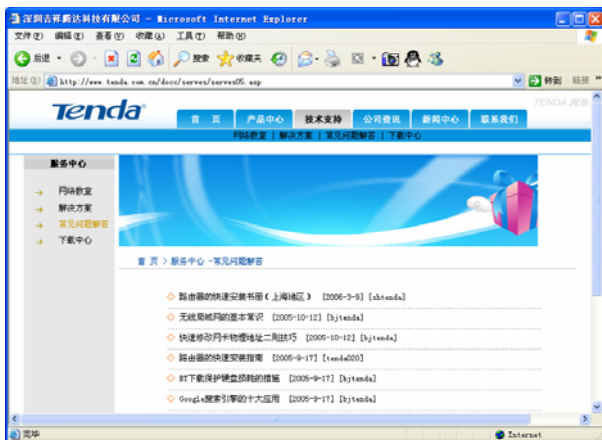 深圳吉祥腾达科技有限公司 - Microsoft Internet Explorer
文件(F) 编辑(E) 查看(V) 收藏(A) 工具(T) 帮助(H)
后退 搜索 收藏夹
地址(D) http://www.tenda.com.cn/docc/serves/serves05.asp 转到 链接 »
Tenda® TENDA 网络
首 页 产品中心 技术支持 公司资讯 新闻中心 联系我们
网络教室 | 解决方案 | 常见问题解答 | 下载中心
服务中心
网络教室
解决方案
常见问题解答
下载中心
首 页 > 服务中心 -常见问题解答
路由器的快速安装书册(上海地区) [2006-3-9] [shtenda]
无线局域网的基本常识 [2005-10-12] [bjtenda]
快速修改网卡物理地址二则技巧 [2005-10-12] [bjtenda]
路由器的快速安装指南 [2005-9-17] [tenda020]
BT下载保护硬盘损耗的措施 [2005-9-17] [bjtenda]
Google搜索引擎的十大应用 [2005-9-17] [bjtenda]
完毕 Internet